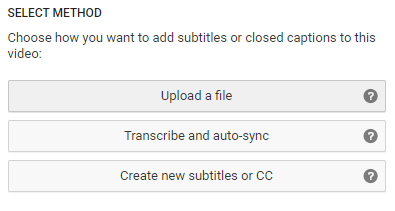 SELECT METHOD
Choose how you want to add subtitles or closed captions to this
video:
Upload a file ?
Transcribe and auto-sync ?
Create new subtitles or CC ?